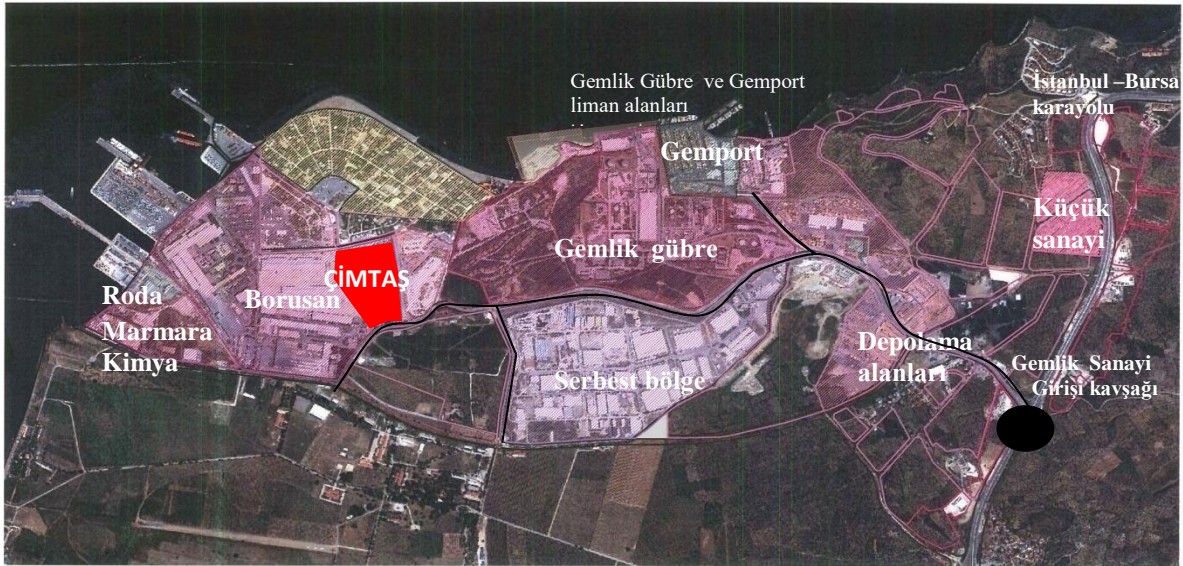 Gemlik Gübre ve Gemport
liman alanları
İstanbul –Bursa
karayolu
Gemport
Küçük
sanayi
Gemlik gübre
ÇİMTAŞ
Borusan
Roda
Marmara
Kimya
Serbest bölge
Depolama
alanları
Gemlik Sanayi
Girişi kavşağı